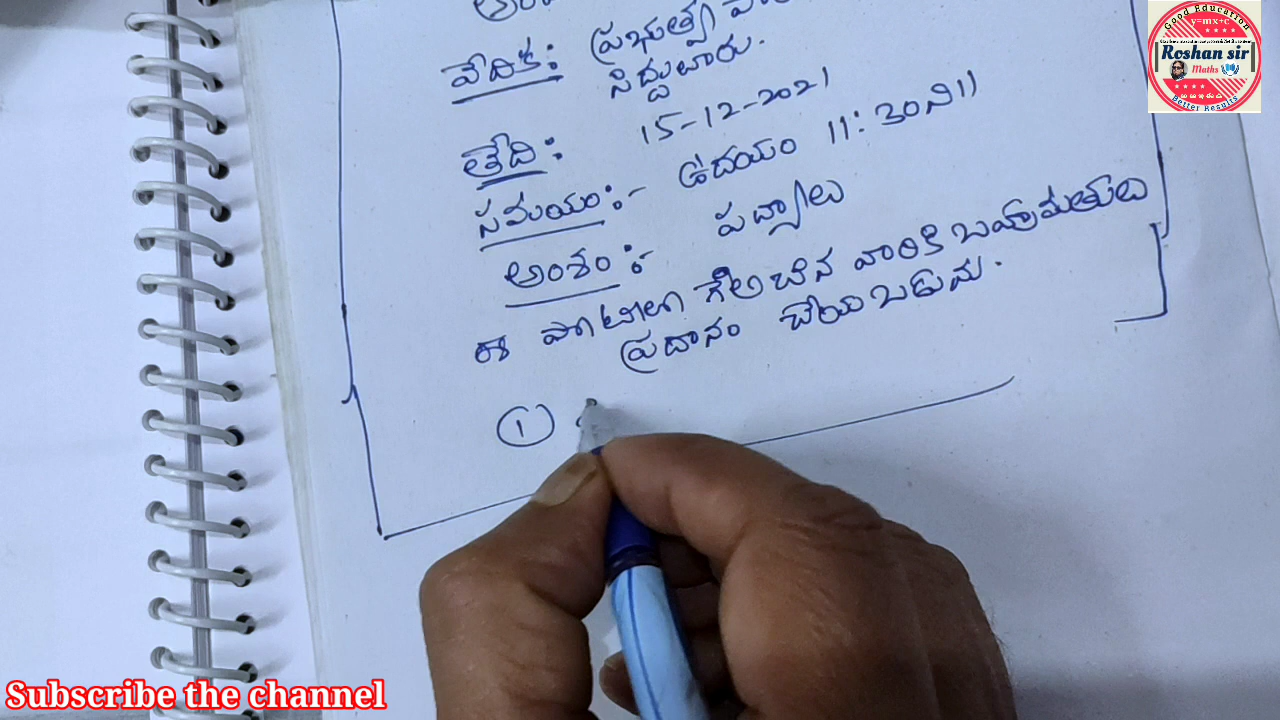 వేదిక: ప్రభుత్వ
సిద్ధుటూరు.
తేది: 15-12-2021
సమయం:- ఉదయం 11:30ని॥
అంశం:- పద్యాలు
ఈ పోటీలో గెలిచిన వారికి బహుమతులు
ప్రదానం చేయబడును.
①
Good Education
y=mx+c
Roshan sir
Maths
Better Results
Subscribe the channel